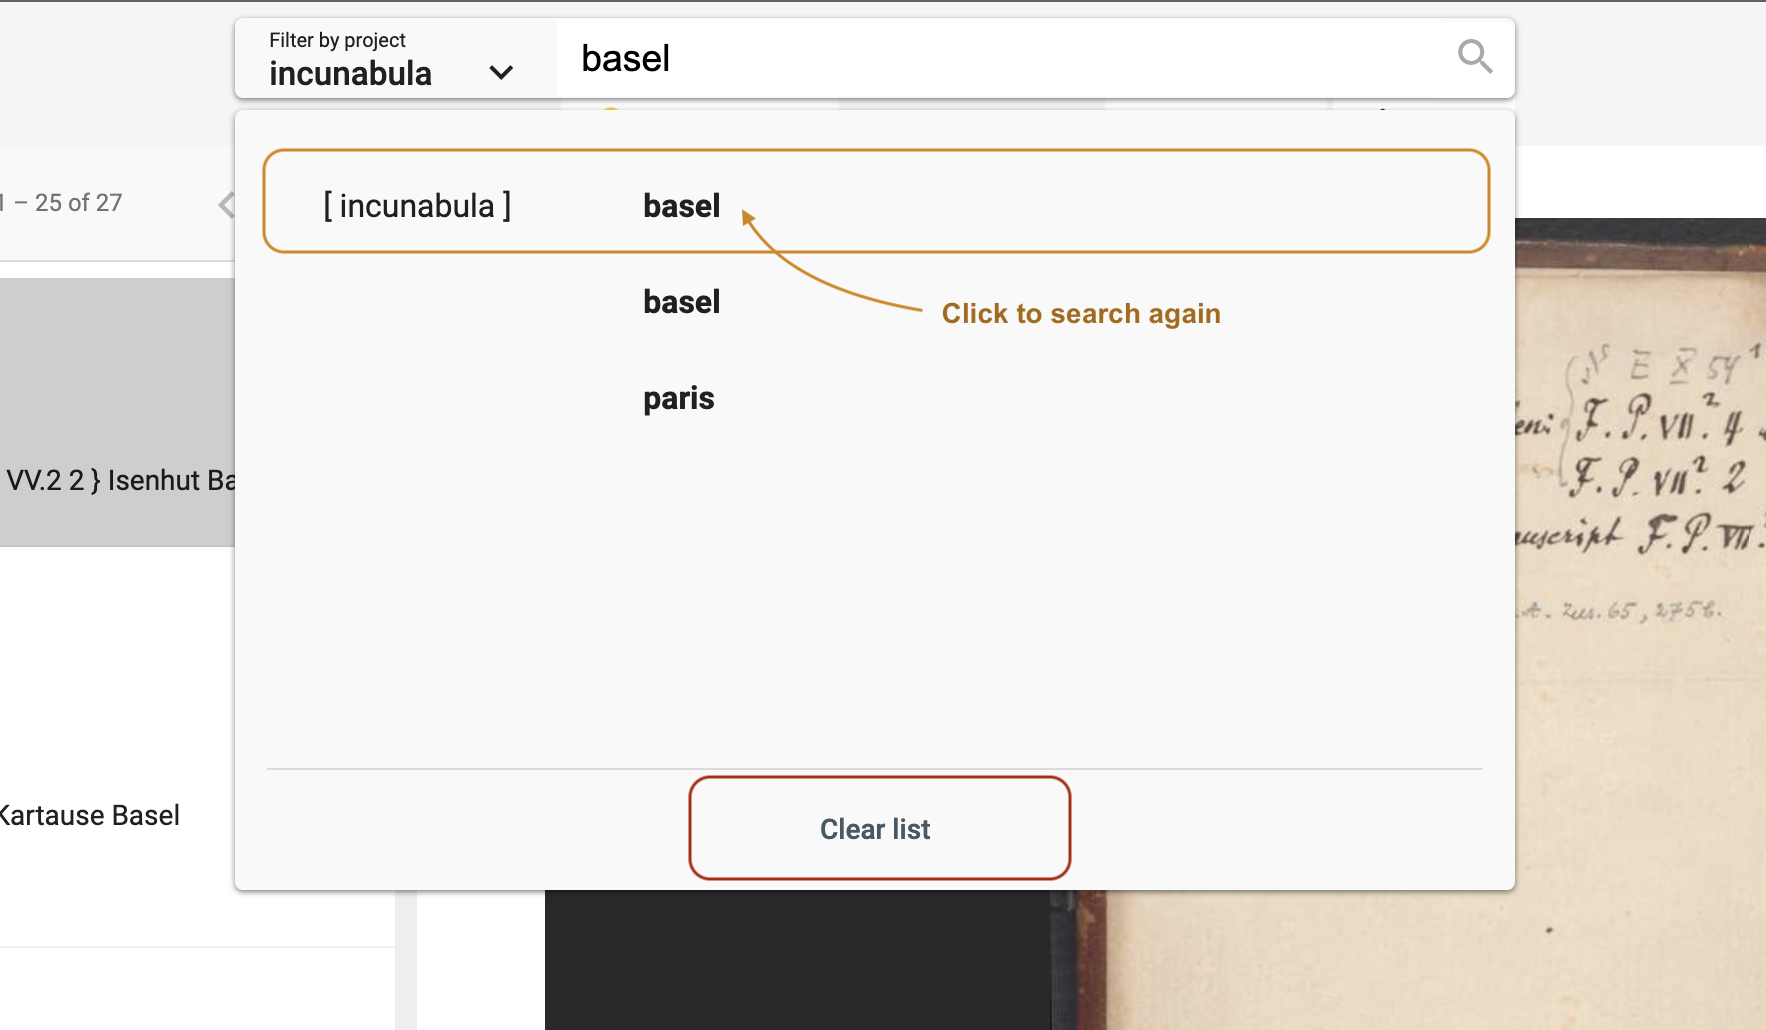 Filter by project
incunabula
basel
1 – 25 of 27
[ incunabula ] basel
basel
Click to search again
paris
VV.2 2 } Isenhut Ba
Kartause Basel
Clear list
E X 54 1
F. P. VII.2 4
F. P. VII.2 2
uscript F. P. VII.
A. Zus. 65, 275 b.